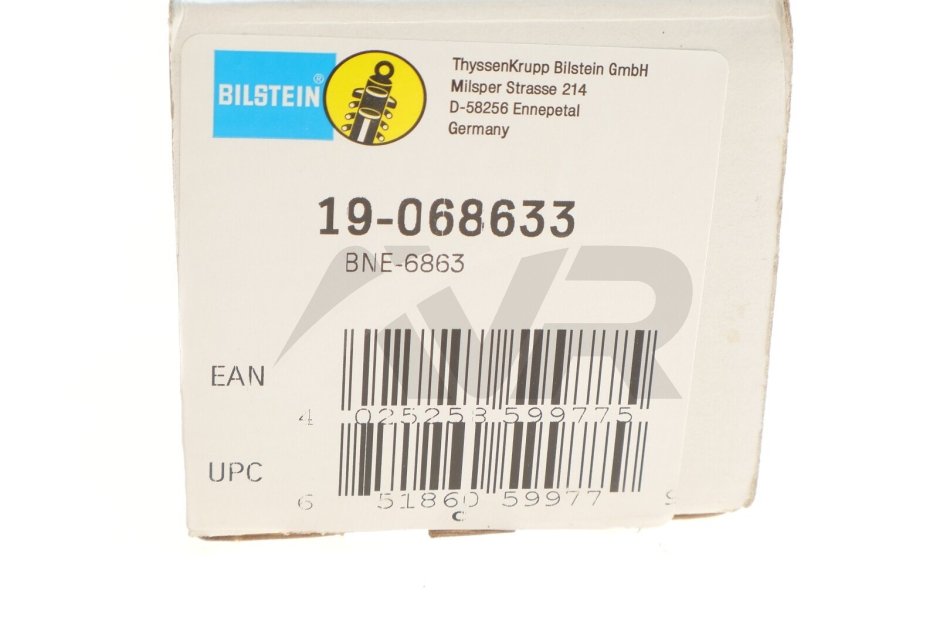 BILSTEIN®
ThyssenKrupp Bilstein GmbH
Milsper Strasse 214
D-58256 Ennepetal
Germany
19-068633
BNE-6863
VR
EAN
4 025258 599775
UPC
6 51860 59977 9
C